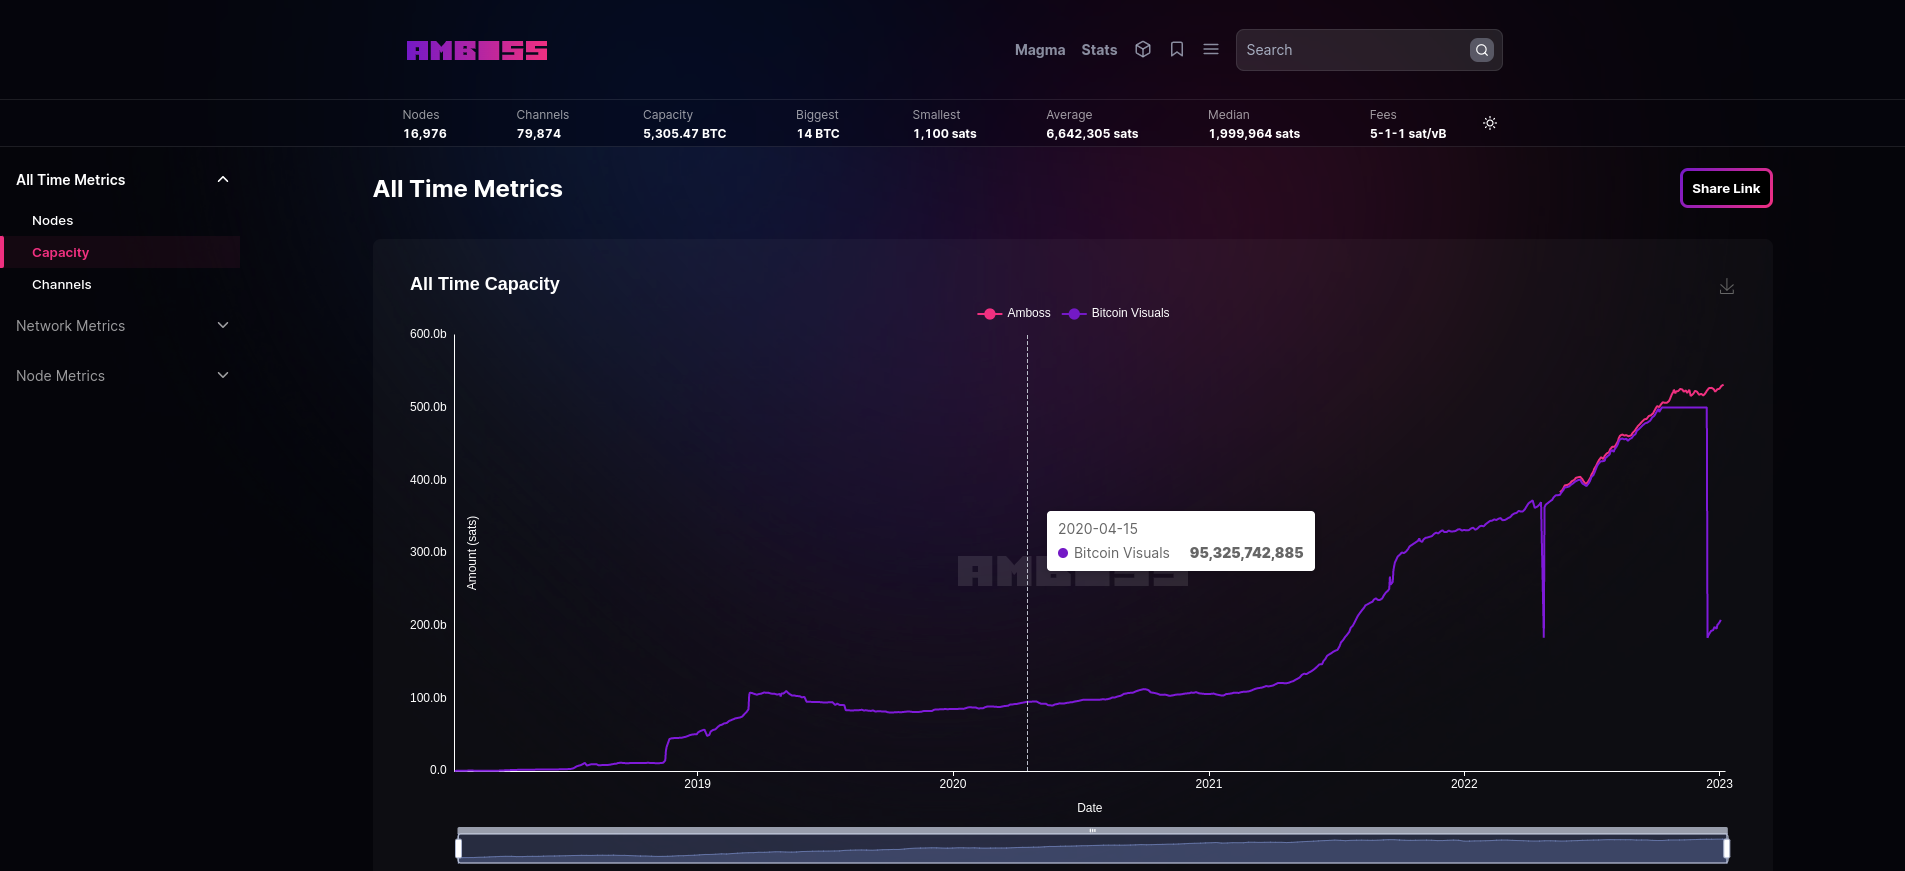 AMBOSS
Magma Stats Search
Nodes Channels Capacity Biggest Smallest Average Median Fees
16,976 79,874 5,305.47 BTC 14 BTC 1,100 sats 6,642,305 sats 1,999,964 sats 5-1-1 sat/vB
All Time Metrics
Nodes
Capacity
Channels
Network Metrics
Node Metrics
All Time Metrics
Share Link
All Time Capacity
Amboss Bitcoin Visuals
600.0b
500.0b
400.0b
300.0b
200.0b
100.0b
0.0
Amount (sats)
2020-04-15
Bitcoin Visuals 95,325,742,885
AMBOSS
2019 2020 2021 2022 2023
Date